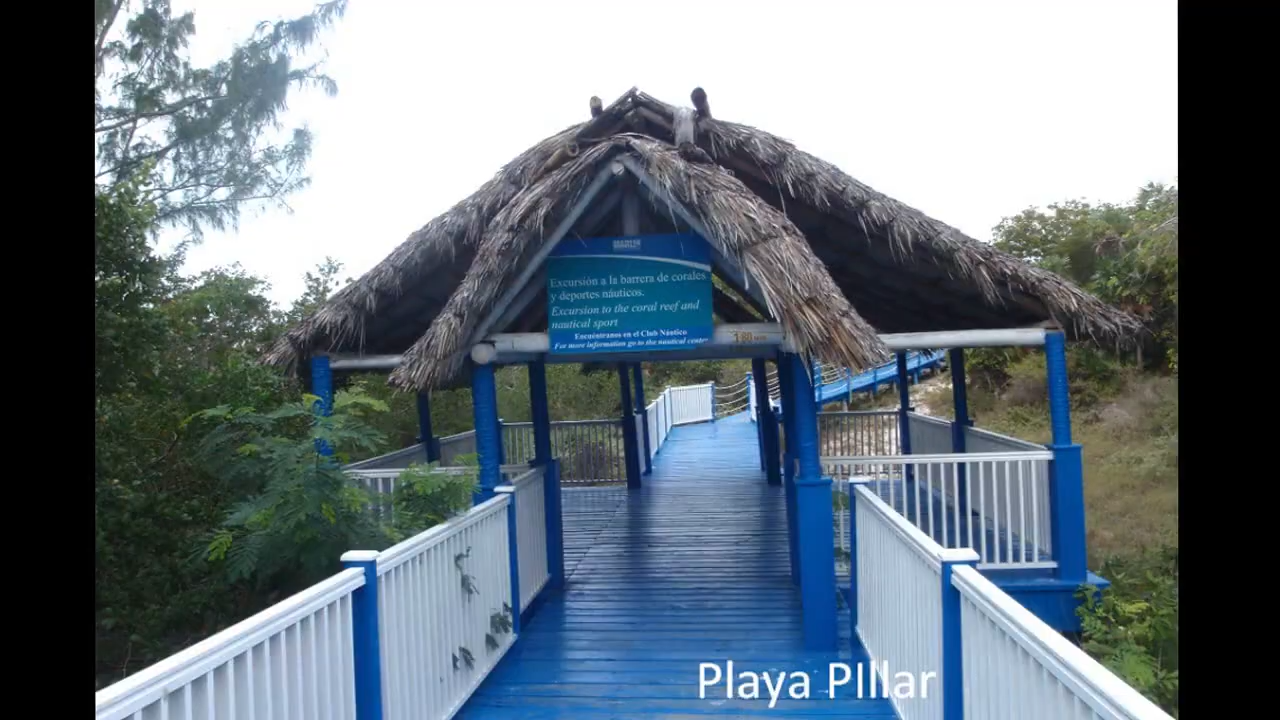 Excursión a la barrera de corales
y deportes náuticos.
Excursion to the coral reef and
nautical sport
Encuéntranos en el Club Náutico
For more information go to the nautical center
Playa PIllar